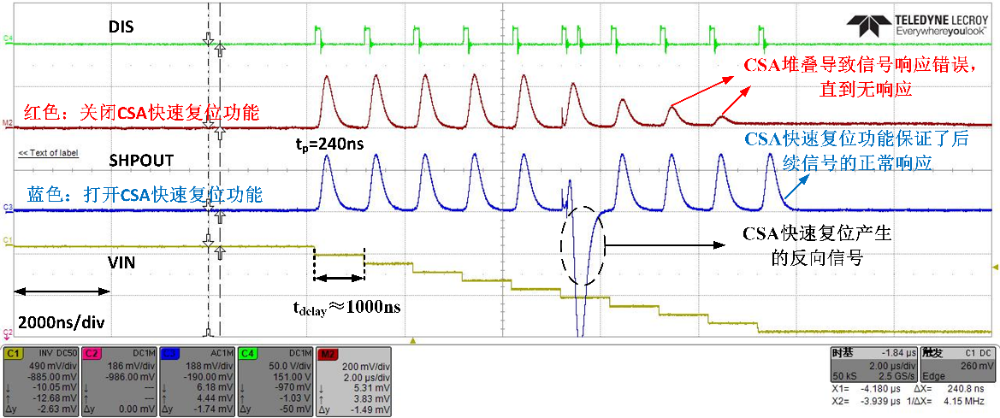 DIS
TELEDYNE LECROY
Everywhereyoulook™
C4
CSA堆叠导致信号响应错误,
直到无响应
红色：关闭CSA快速复位功能
M2
tp=240ns
<< Text of label
SHPOUT
CSA快速复位功能保证了后
续信号的正常响应
蓝色：打开CSA快速复位功能
C3
CSA快速复位产生
的反向信号
C1
VIN
tdelay≈1000ns
2000ns/div
C2
C1 INV DC50
490 mV/div
-885.00 mV
↓ -10.05 mV
↑ -12.68 mV
Δy -2.63 mV
C2 DC1M
186 mV/div
-986.00 mV
↓ ---
↑ ---
Δy 0.00 mV
C3 AC1M
188 mV/div
-190.00 mV
↓ 6.18 mV
↑ 4.44 mV
Δy -1.74 mV
C4 DC1M
50.0 V/div
151.00 V
↓ -970 mV
↑ -1.03 V
Δy -50 mV
M2
200 mV/div
2.00 µs/div
↓ 5.31 mV
↑ 3.83 mV
Δy -1.49 mV
时基 -1.84 µs
2.00 µs/div
50 kS 2.5 GS/s
触发 C1 DC
260 mV
Edge
X1= -4.180 µs ΔX= 240.8 ns
X2= -3.939 µs 1/ΔX= 4.15 MHz